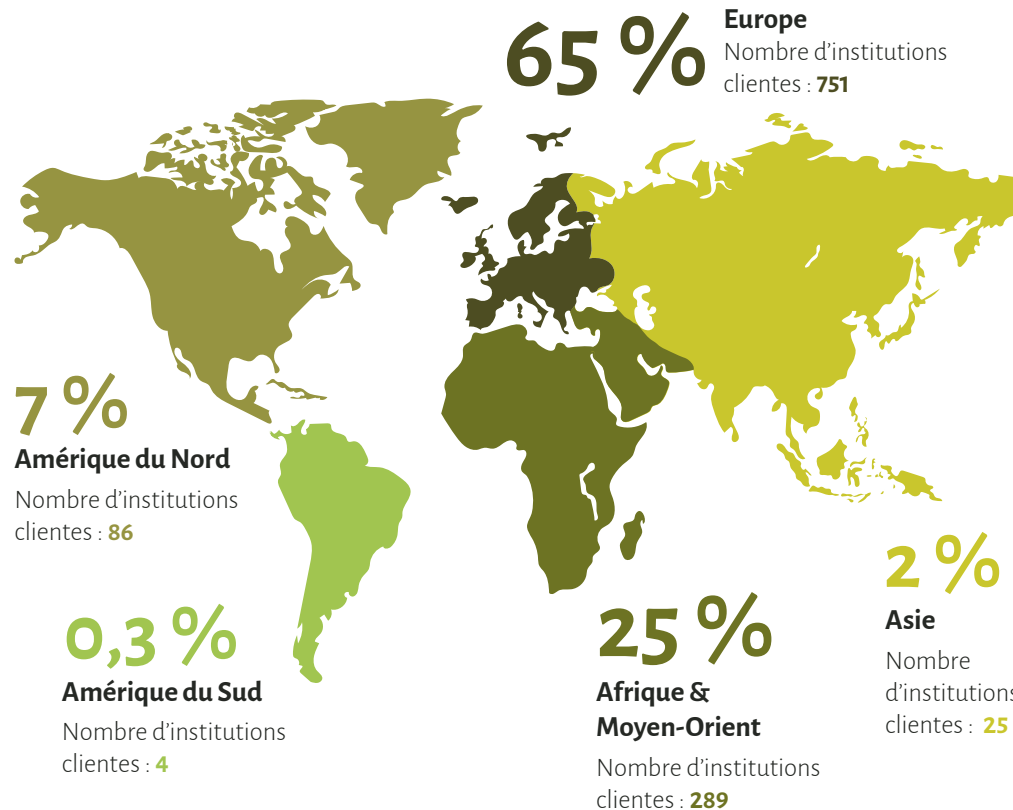 65 %
Europe
Nombre d’institutions
clientes : 751
7 %
Amérique du Nord
Nombre d’institutions
clientes : 86
0,3 %
Amérique du Sud
Nombre d’institutions
clientes : 4
25 %
Afrique &
Moyen-Orient
Nombre d’institutions
clientes : 289
2 %
Asie
Nombre
d’institutions
clientes : 25